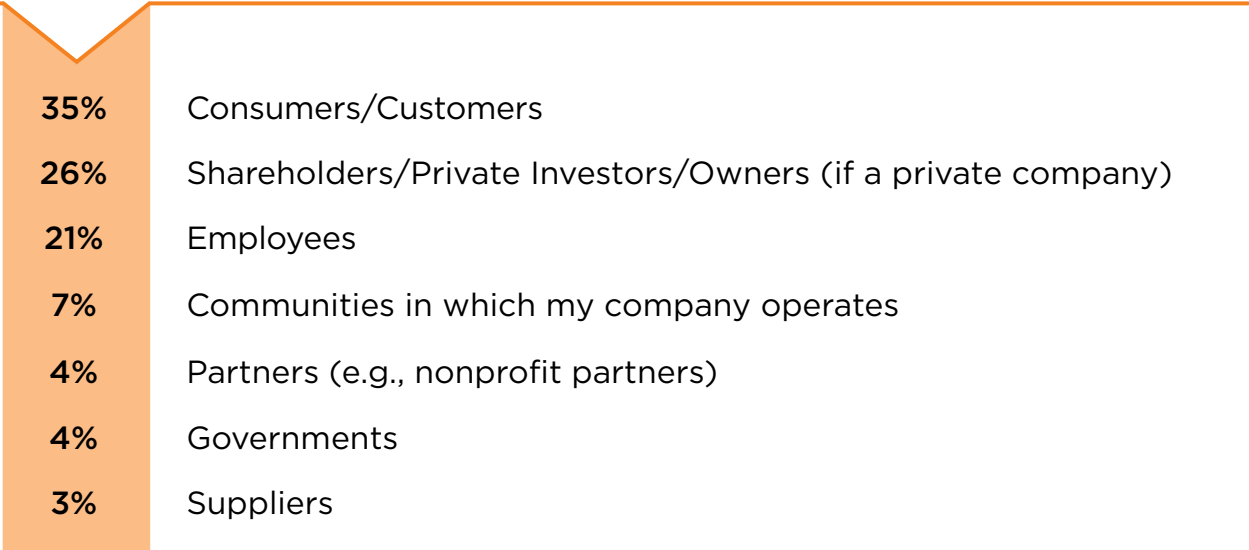 35% Consumers/Customers
26% Shareholders/Private Investors/Owners (if a private company)
21% Employees
7% Communities in which my company operates
4% Partners (e.g., nonprofit partners)
4% Governments
3% Suppliers